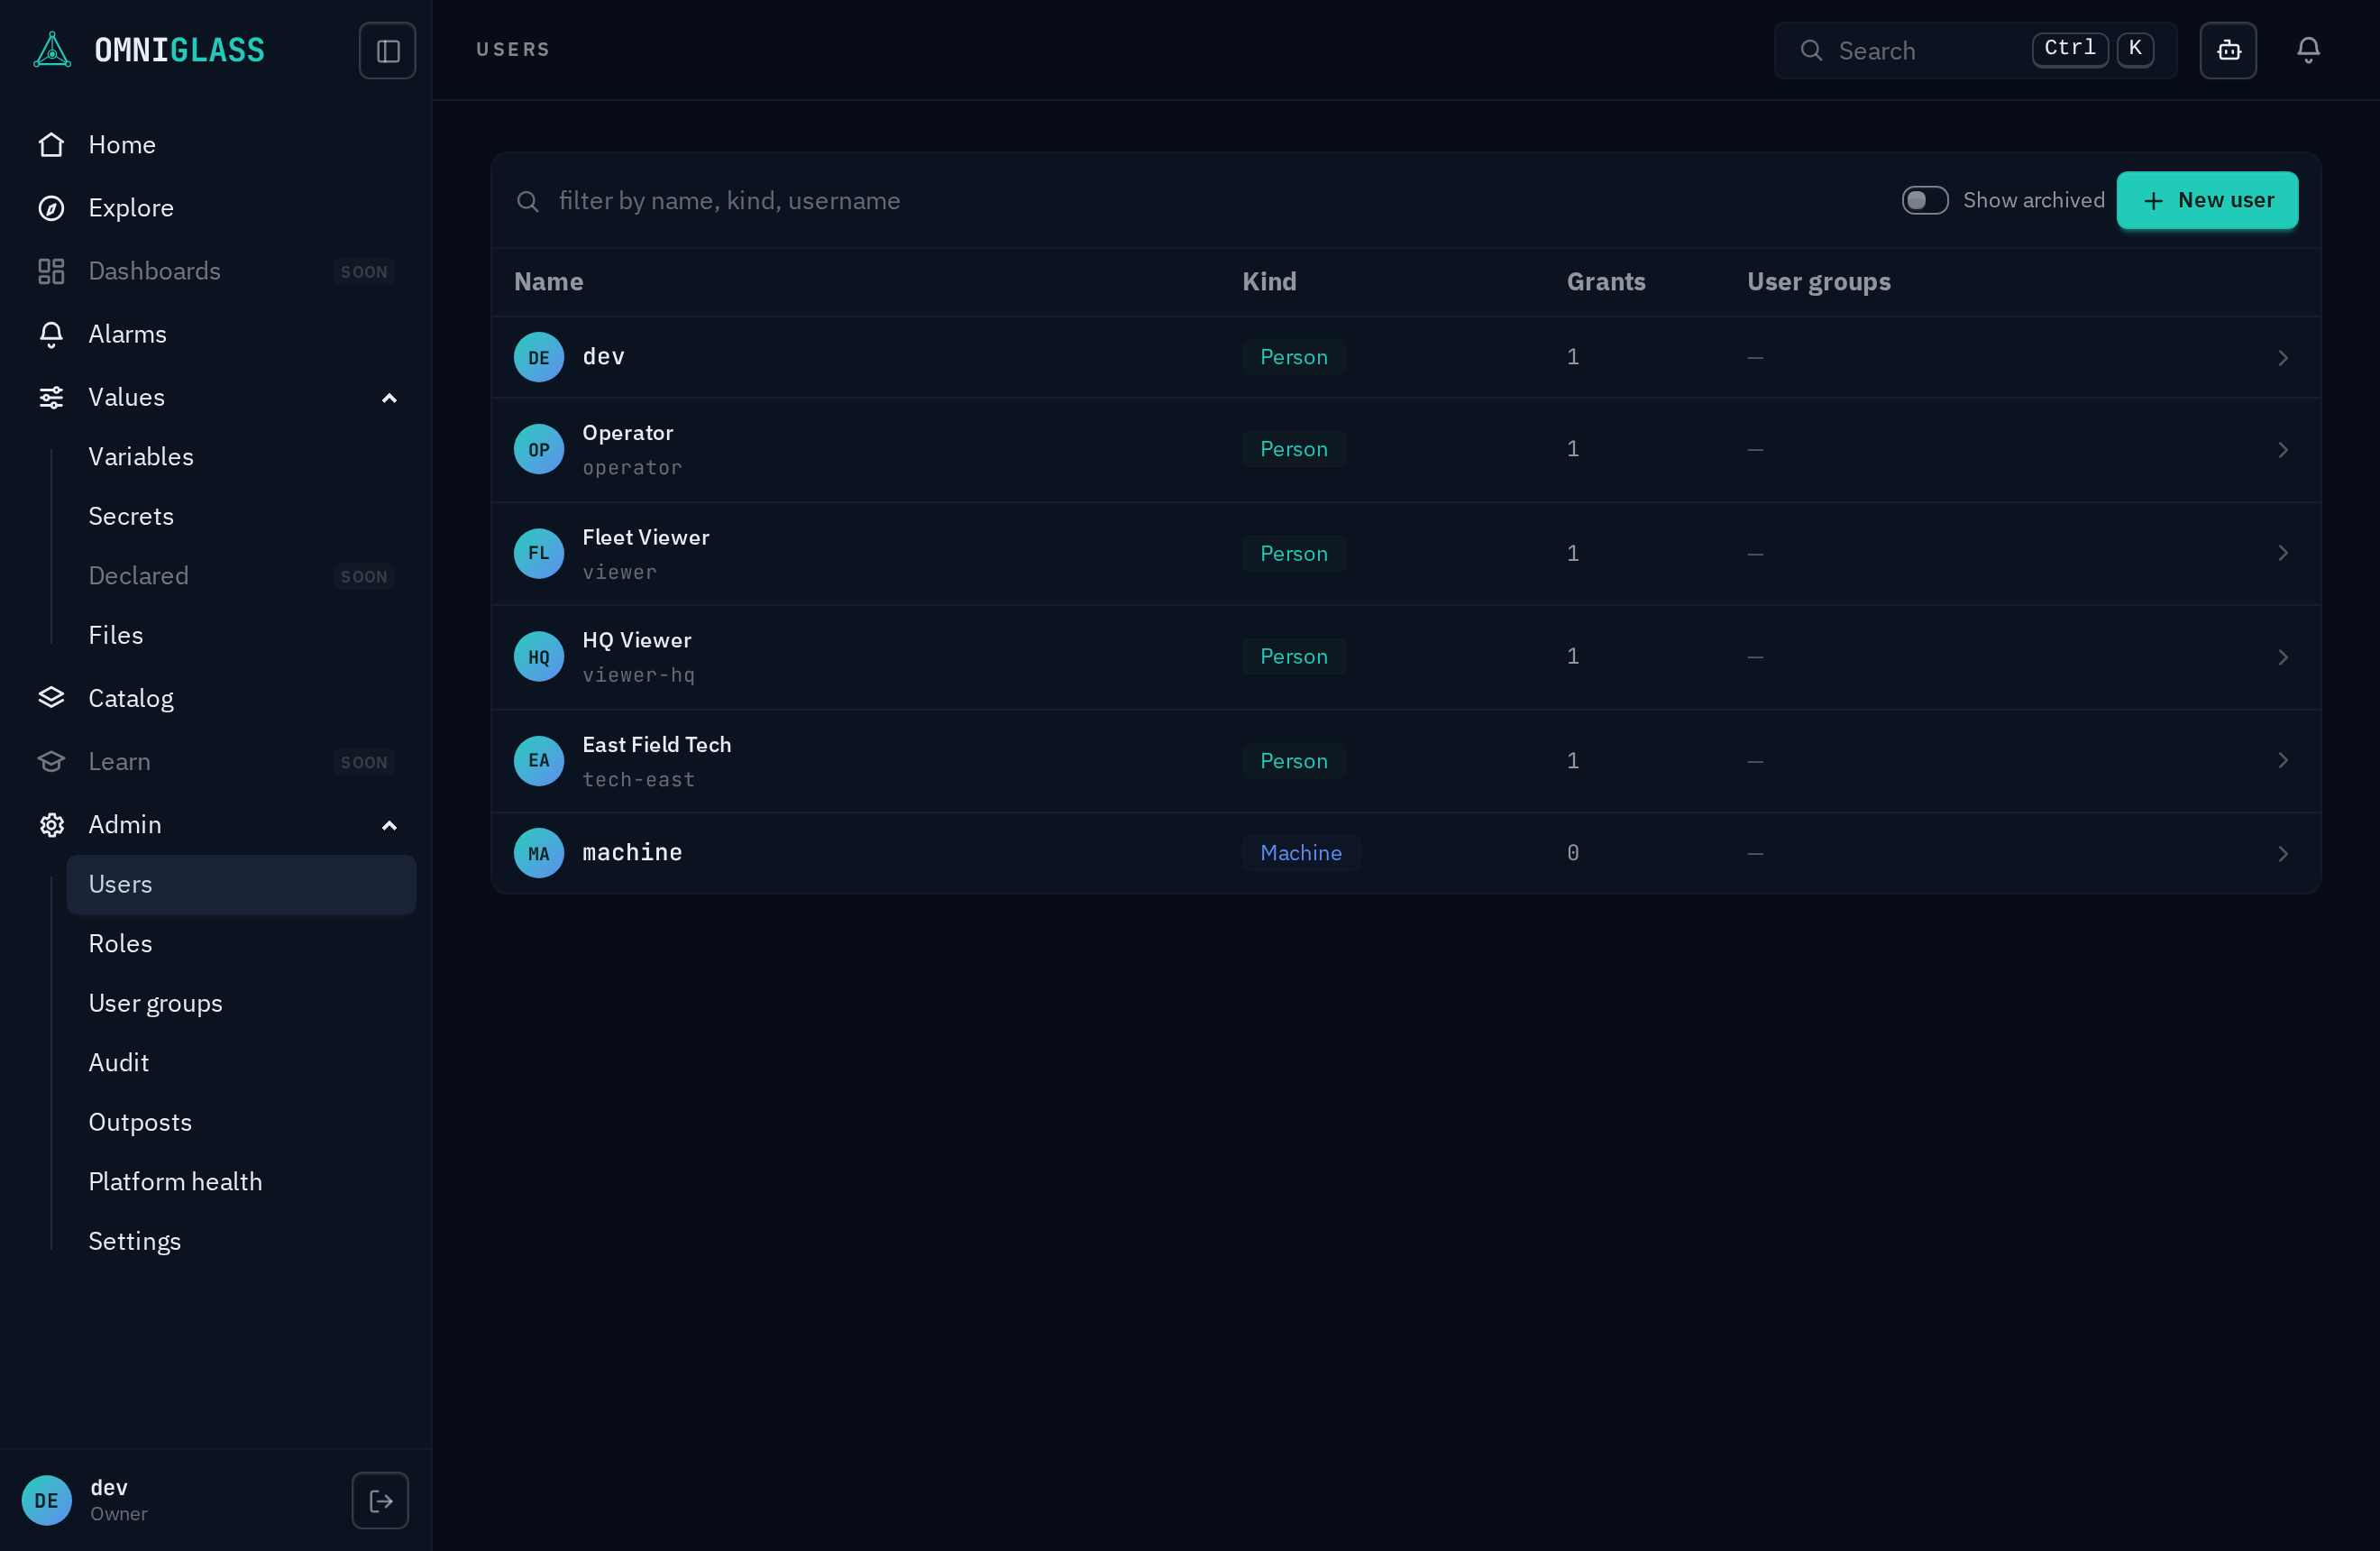 OMNIGLASS
Home
Explore
Dashboards SOON
Alarms
Values
Variables
Secrets
Declared SOON
Files
Catalog
Learn SOON
Admin
Users
Roles
User groups
Audit
Outposts
Platform health
Settings
DE dev
Owner
USERS
Search Ctrl K
filter by name, kind, username
Show archived
+ New user
Name Kind Grants User groups
DE dev Person 1 —
OP Operator operator Person 1 —
FL Fleet Viewer viewer Person 1 —
HQ HQ Viewer viewer-hq Person 1 —
EA East Field Tech tech-east Person 1 —
MA machine Machine 0 —